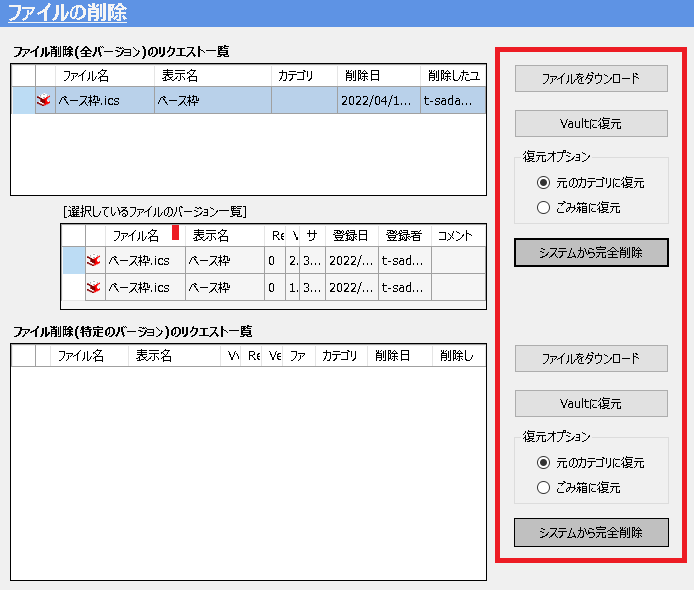 ファイルの削除
ファイル削除(全バージョン)のリクエスト一覧
ファイル名 表示名 カテゴリ 削除日 削除したユ
ベース枠.ics ベース枠 2022/04/1... t-sada...
[選択しているファイルのバージョン一覧]
ファイル名 表示名 Re V サ 登録日 登録者 コメント
ベース枠.ics ベース枠 0 2. 3... 2022/... t-sad...
ベース枠.ics ベース枠 0 1. 3... 2022/... t-sad...
ファイル削除(特定のバージョン)のリクエスト一覧
ファイル名 表示名 Vv Re Ve ファ カテゴリ 削除日 削除し
ファイルをダウンロード
Vaultに復元
復元オプション
元のカテゴリに復元
ごみ箱に復元
システムから完全削除
ファイルをダウンロード
Vaultに復元
復元オプション
元のカテゴリに復元
ごみ箱に復元
システムから完全削除